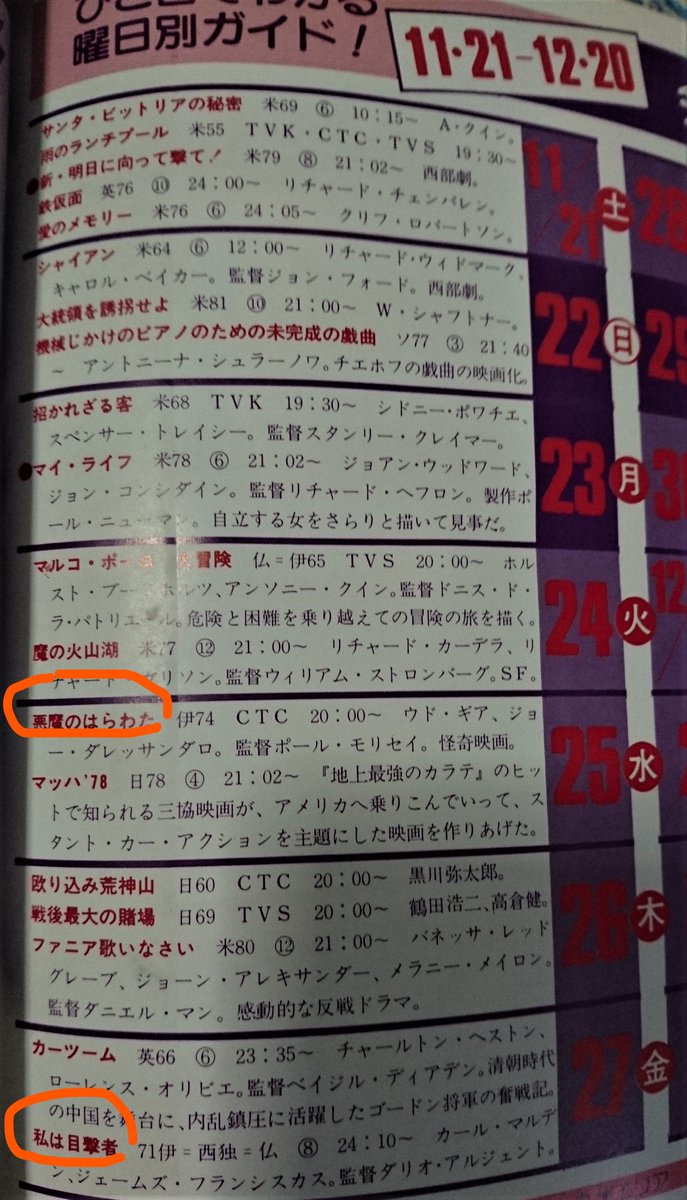 ひと目でわかる
曜日別ガイド!
11・21-12・20
サンタ・ビットリアの秘密 米69 ⑥ 10:15~ A・クイン。
雨のランチプール 米55 TVK・CTC・TVS 19:30~
●新・明日に向って撃て! 米79 ⑧ 21:02~ 西部劇。
鉄仮面 英76 ⑩ 24:00~ リチャード・チェンバレン。
愛のメモリー 米76 ⑥ 24:05~ クリフ・ロバートソン。
11/21
土
28
シャイアン 米64 ⑥ 12:00~ リチャード・ウィドマーク、
キャロル・ベイカー。監督ジョン・フォード。西部劇。
大統領を誘拐せよ 米81 ⑩ 21:00~ W・シャフトナー。
機械じかけのピアノのための未完成の戯曲 ソ77 ③ 21:40
~ アントニーナ・シュラーノワ。チエホフの戯曲の映画化。
22
日
29
招かれざる客 米68 TVK 19:30~ シドニー・ポワチエ、
スペンサー・トレイシー。監督スタンリー・クレイマー。
●マイ・ライフ 米78 ⑥ 21:02~ ジョアン・ウッドワード、
ジョン・コンシダイン。監督リチャード・ヘフロン。製作ポ
ール・ニューマン。自立する女をさらりと描いて見事だ。
23
月
マルコ・ポーロ 冒険 仏=伊65 TVS 20:00~ ホル
スト・ブーホルツ、アンソニー・クイン。監督ドニス・ド・
ラ・パトリエール。危険と困難を乗り越えての冒険の旅を描く。
魔の火山湖 米77 ⑫ 21:00~ リチャード・カーデラ、リ
チャード・ガリソン。監督ウィリアム・ストロンバーグ。SF。
24
火
12/
悪魔のはらわた 伊74 CTC 20:00~ ウド・ギア、ジョ
ー・ダレッサンダロ。監督ポール・モリセイ。怪奇映画。
マッハ'78 日78 ④ 21:02~ 『地上最強のカラテ』のヒッ
トで知られる三協映画が、アメリカへ乗りこんでいって、ス
タント・カー・アクションを主題にした映画を作りあげた。
25
水
殴り込み荒神山 日60 CTC 20:00~ 黒川弥太郎。
戦後最大の賭場 日69 TVS 20:00~ 鶴田浩二、高倉健。
ファニア歌いなさい 米80 ⑫ 21:00~ バネッサ・レッド
グレーブ、ジョーン・アレキサンダー、メラニー・メイロン。
監督ダニエル・マン。感動的な反戦ドラマ。
26
木
カーツーム 英66 ⑥ 23:35~ チャールトン・ヘストン、
ローレンス・オリビエ。監督ベイジル・ディアデン。清朝時代
の中国を舞台に、内乱鎮圧に活躍したゴードン将軍の奮戦記。
私は目撃者 71伊=西独=仏 ⑧ 24:10~ カール・マルデ
ン、ジェームズ・フランシスカス。監督ダリオ・アルジェント。
27
金